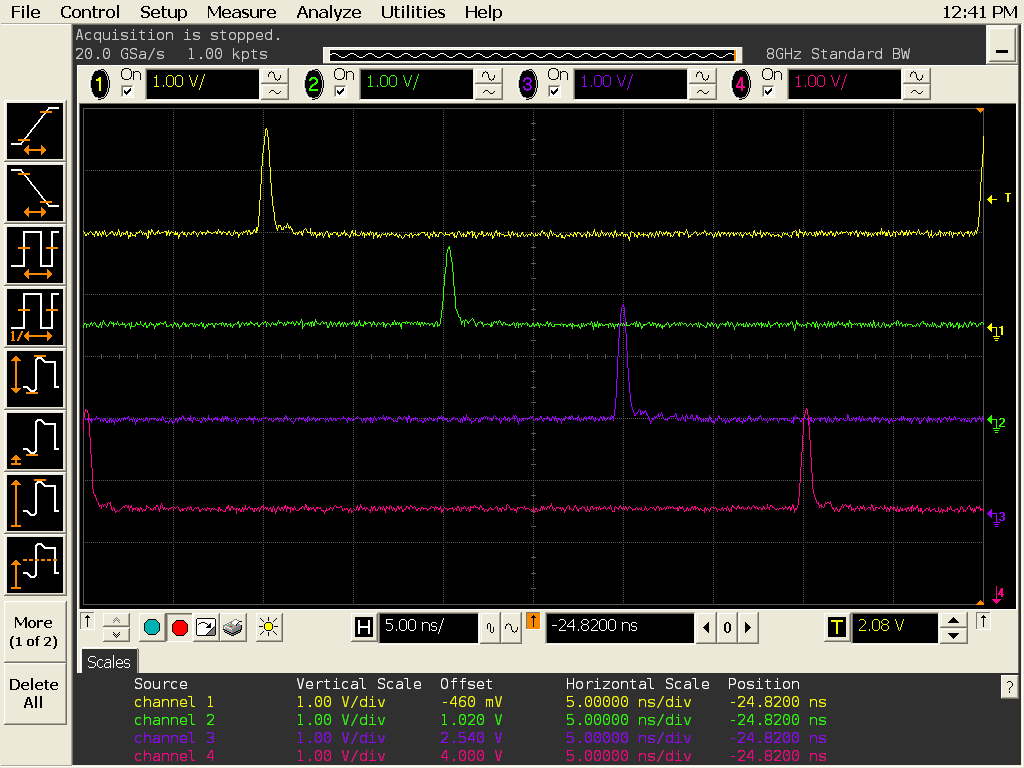 File Control Setup Measure Analyze Utilities Help 12:41 PM
Acquisition is stopped.
20.0 GSa/s 1.00 kpts 8GHz Standard BW
1 On 1.00 V/ 2 On 1.00 V/ 3 On 1.00 V/ 4 On 1.00 V/
T
1
2
3
4
1/
More
(1 of 2)
Delete
All
H 5.00 ns/ -24.8200 ns 0 T 2.08 V
Scales
?
Source Vertical Scale Offset Horizontal Scale Position
channel 1 1.00 V/div -460 mV 5.00000 ns/div -24.8200 ns
channel 2 1.00 V/div 1.020 V 5.00000 ns/div -24.8200 ns
channel 3 1.00 V/div 2.540 V 5.00000 ns/div -24.8200 ns
channel 4 1.00 V/div 4.000 V 5.00000 ns/div -24.8200 ns